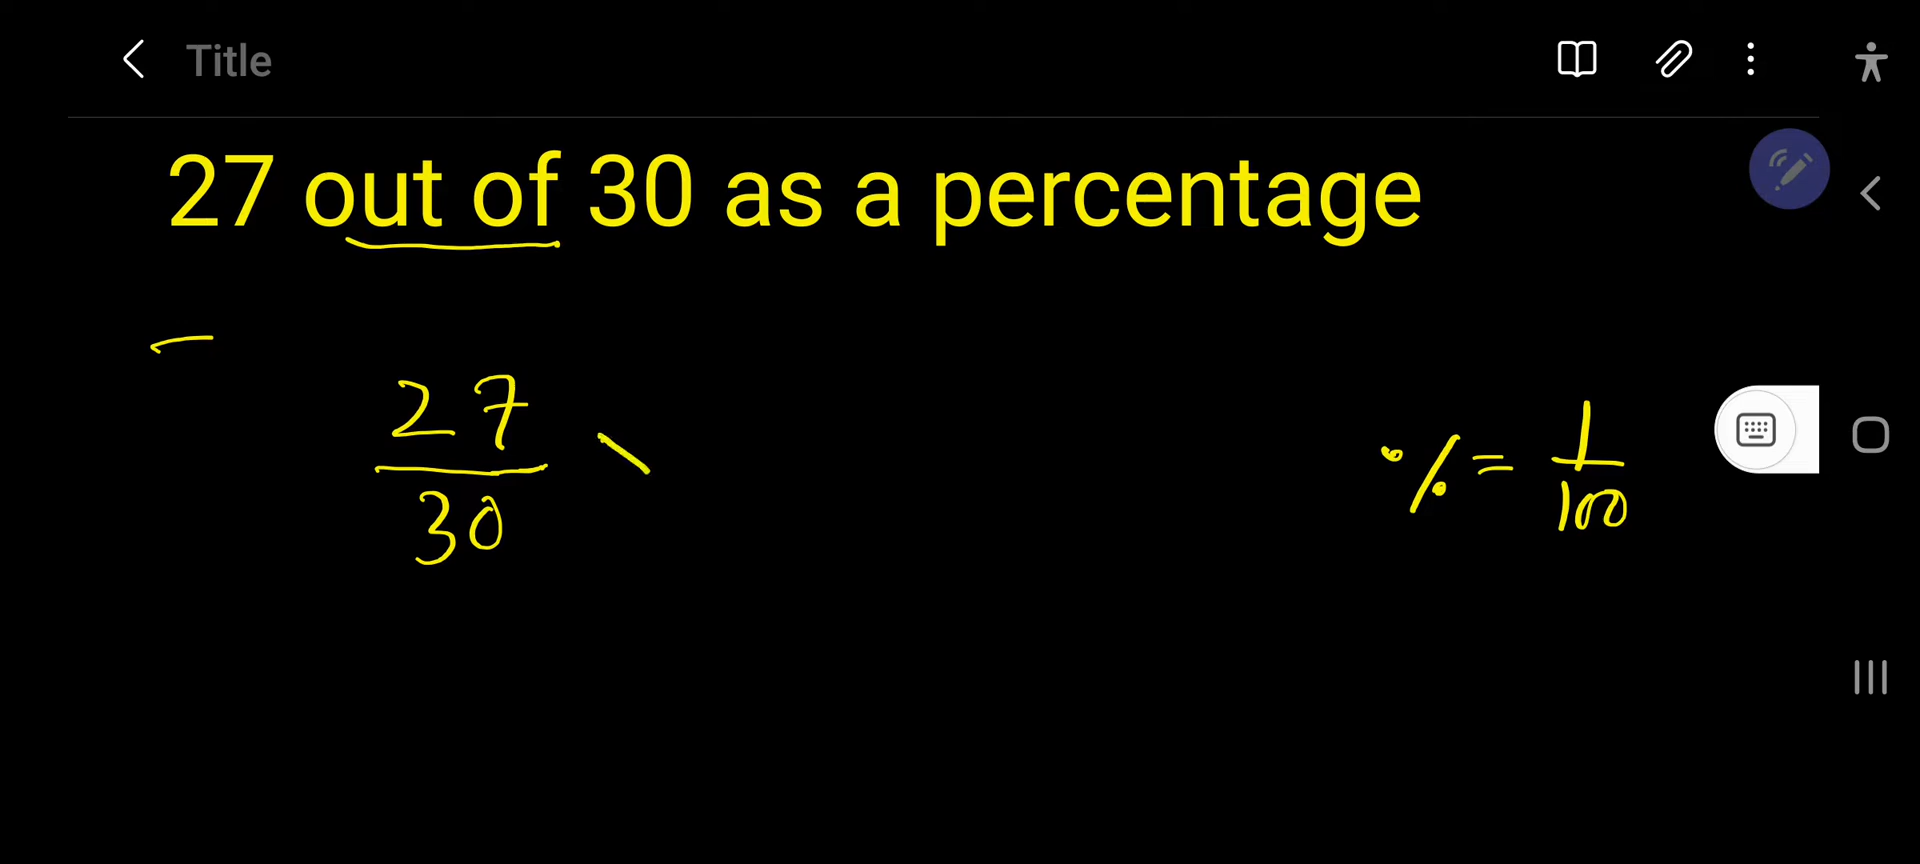 Title
27 out of 30 as a percentage
27
30
% = 1
100